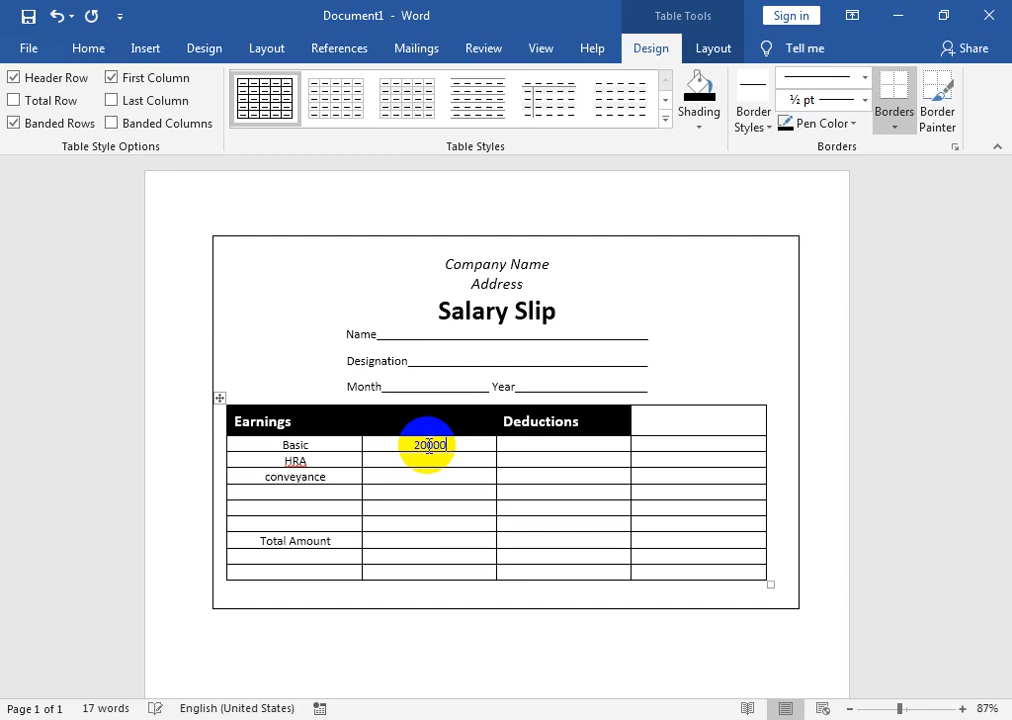 Document1 - Word
Table Tools
Sign in
File
Home
Insert
Design
Layout
References
Mailings
Review
View
Help
Design
Layout
Tell me
Share
Header Row
First Column
Total Row
Last Column
Banded Rows
Banded Columns
Table Style Options
Table Styles
Shading
Border
Styles
½ pt
Pen Color
Borders
Border
Painter
Borders
Company Name
Address
Salary Slip
Name
Designation
Month Year
Earnings Deductions
Basic 20000
HRA
conveyance
Total Amount
Page 1 of 1
17 words
English (United States)
87%